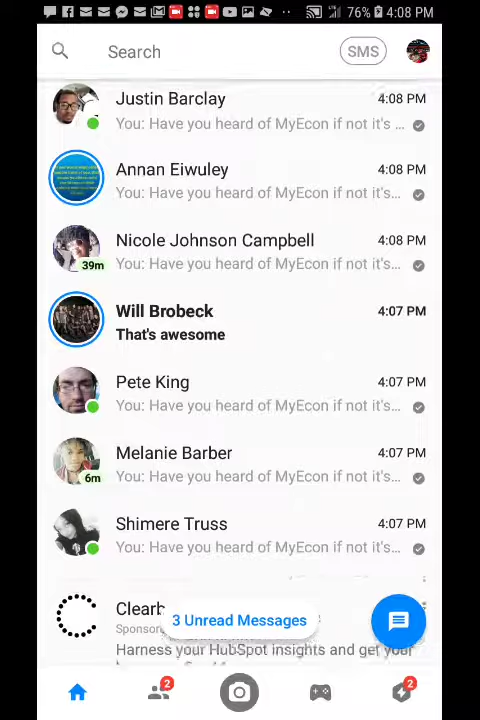 76% 4:08 PM
Search SMS
Justin Barclay 4:08 PM
You: Have you heard of MyEcon if not it's ...
Annan Eiwuley 4:08 PM
You: Have you heard of MyEcon if not it's...
Nicole Johnson Campbell 4:08 PM
You: Have you heard of MyEcon if not it's...
39m
Will Brobeck 4:07 PM
That's awesome
Pete King 4:07 PM
You: Have you heard of MyEcon if not it's...
Melanie Barber 4:07 PM
You: Have you heard of MyEcon if not it's...
6m
Shimere Truss 4:07 PM
You: Have you heard of MyEcon if not it's...
Clearb
3 Unread Messages
Sponsor
Harness your HubSpot insights and get your
2 2